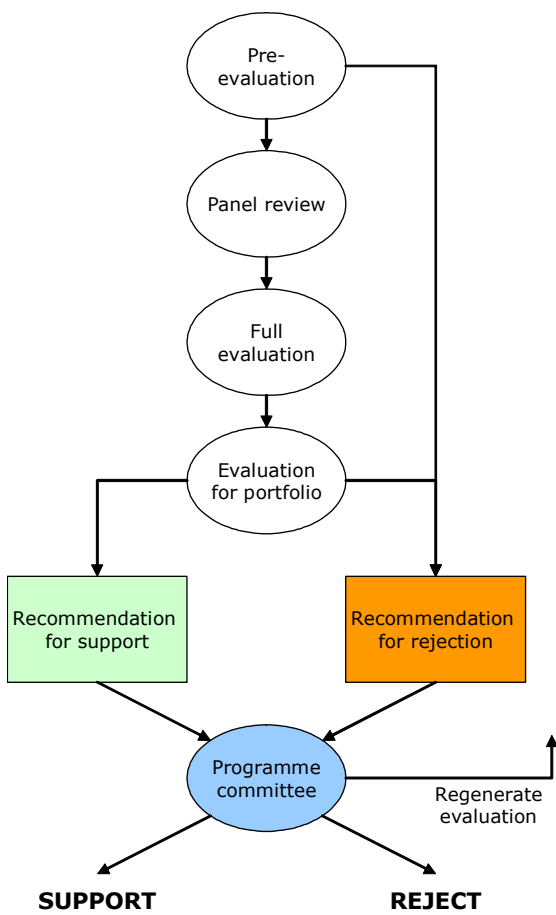 Pre-
evaluation
Panel review
Full
evaluation
Evaluation
for portfolio
Recommendation
for support
Recommendation
for rejection
Programme
committee
Regenerate
evaluation
SUPPORT
REJECT